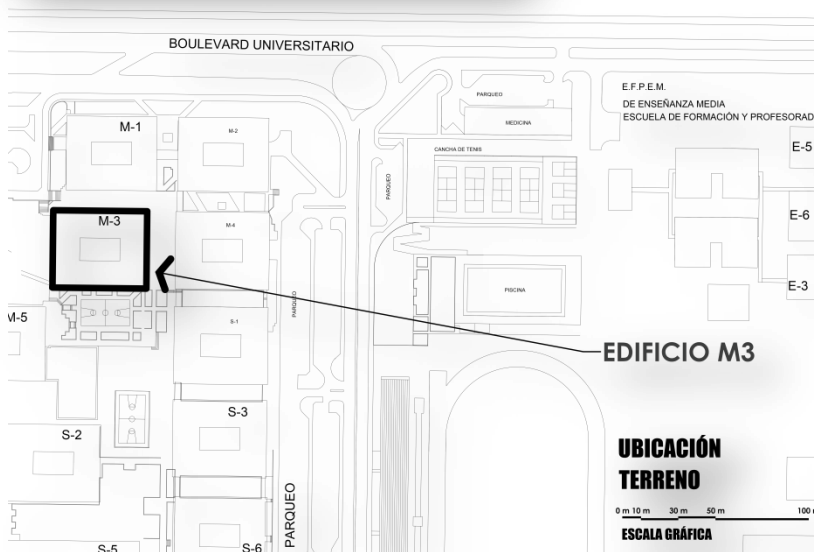 BOULEVARD UNIVERSITARIO
E.F.P.E.M.
DE ENSEÑANZA MEDIA
ESCUELA DE FORMACIÓN Y PROFESORAD
PARQUEO
MEDICINA
M-1
M-2
CANCHA DE TENIS
E-5
PARQUEO
M-3
M-4
E-6
PISCINA
E-3
PARQUEO
M-5
S-1
EDIFICIO M3
S-3
S-2
UBICACIÓN
TERRENO
PARQUEO
0 m 10 m 30 m 50 m 100 m
ESCALA GRÁFICA
S-5
S-6